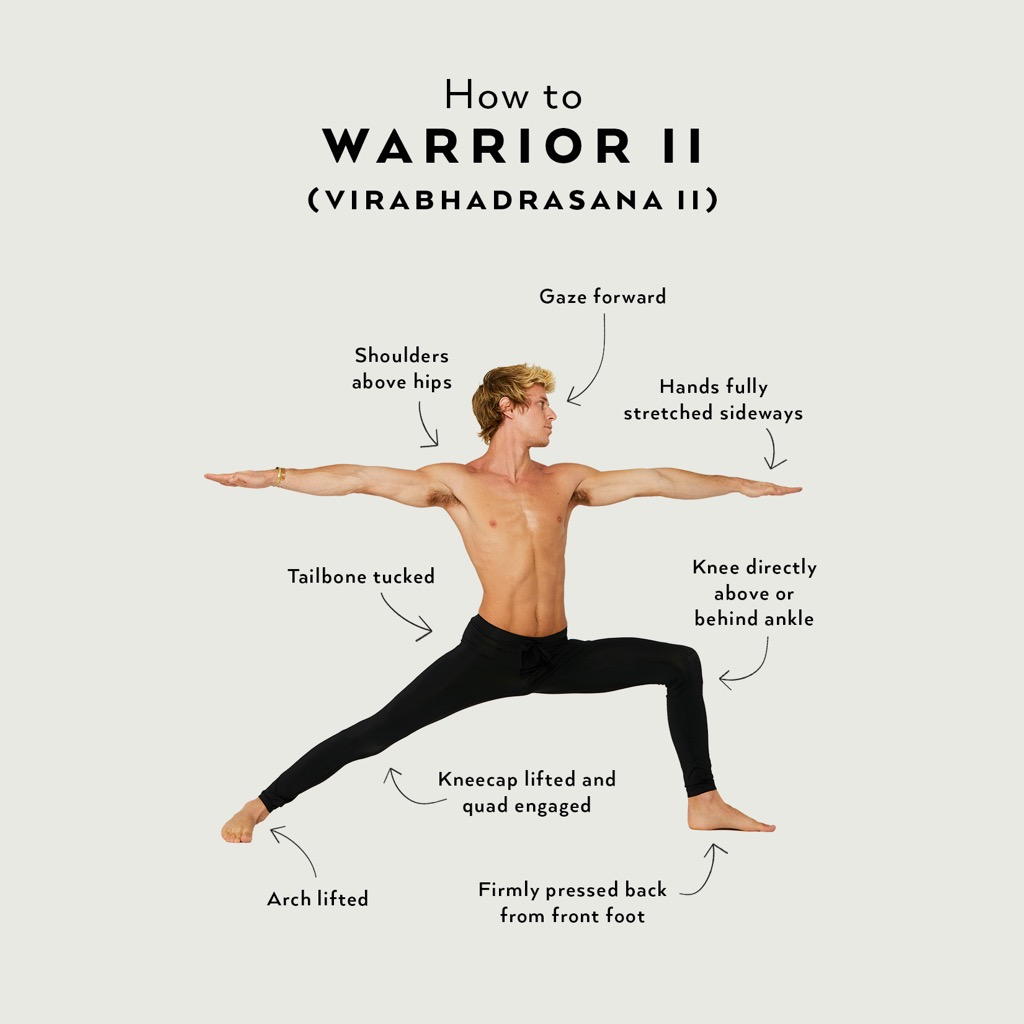 How to
WARRIOR II
(VIRABHADRASANA II)
Gaze forward
Shoulders
above hips
Hands fully
stretched sideways
Tailbone tucked
Knee directly
above or
behind ankle
Kneecap lifted and
quad engaged
Arch lifted
Firmly pressed back
from front foot